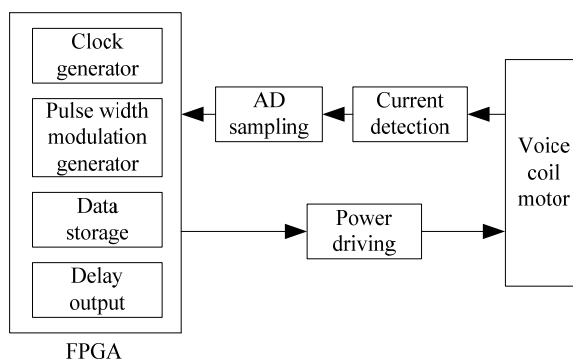 Clock
generator
Pulse width
modulation
generator
Data
storage
Delay
output
FPGA
AD
sampling
Current
detection
Power
driving
Voice
coil
motor